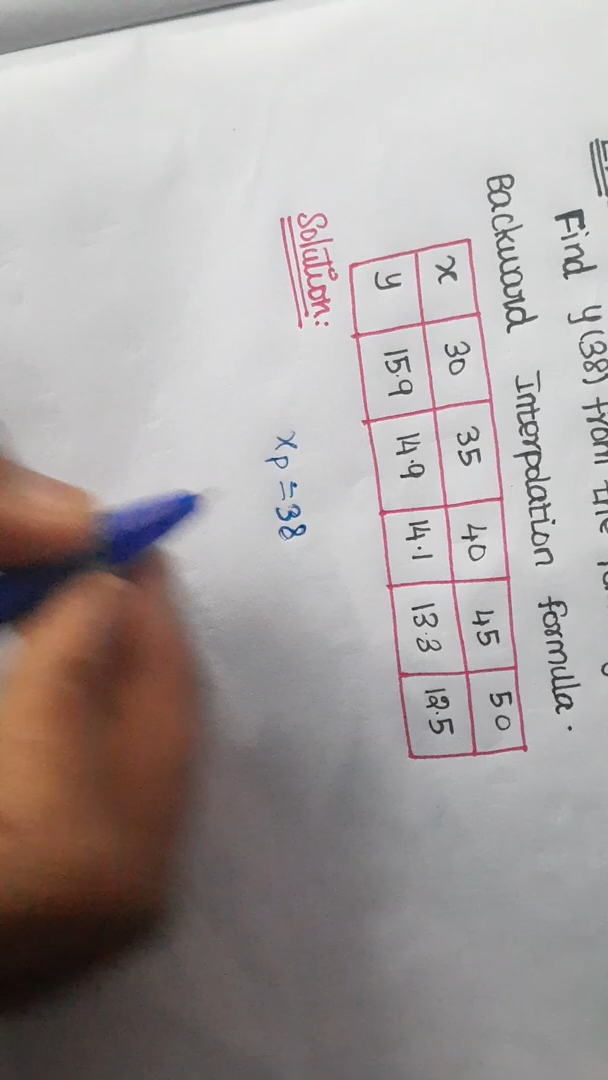 Find y(38) from the
Backward Interpolation formula.
x 30 35 40 45 50
y 15.9 14.9 14.1 13.3 12.5
Solution:
xp = 38